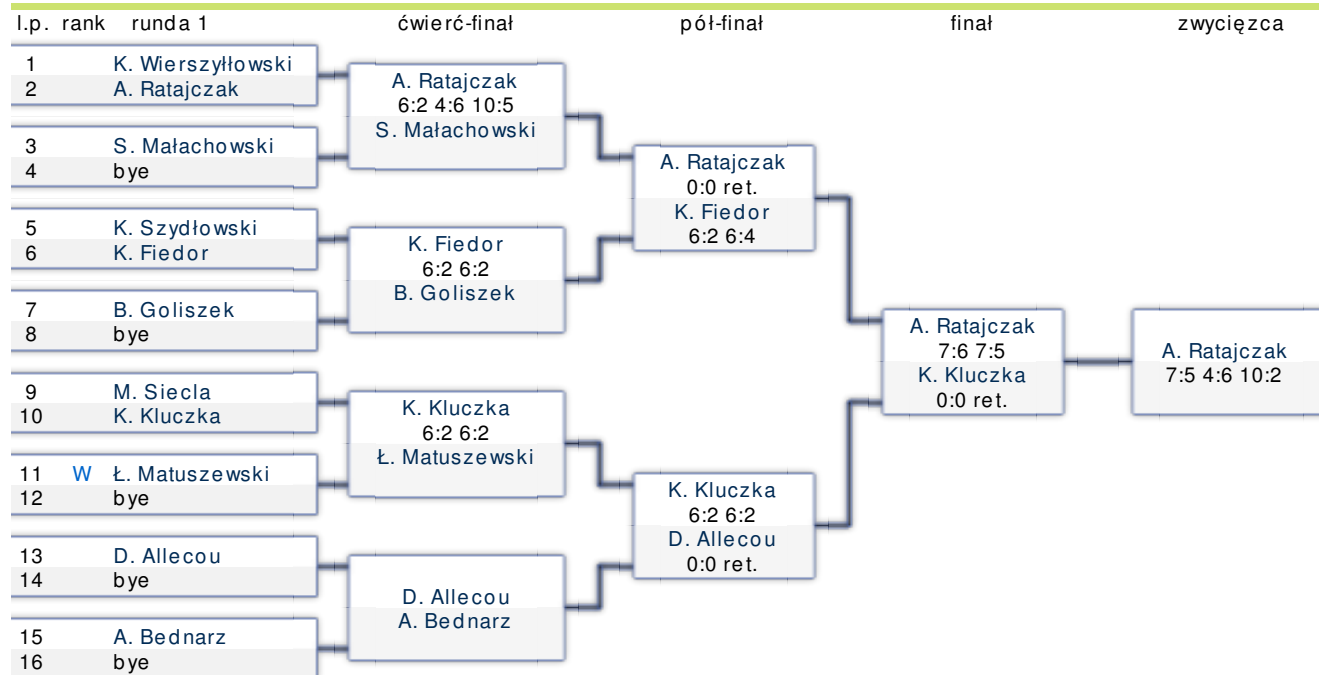 l.p. rank runda 1 ćwierć-finał pół-finał finał zwycięzca
1 K. Wierszyłłowski
2 A. Ratajczak
3 S. Małachowski
4 bye
5 K. Szydłowski
6 K. Fiedor
7 B. Goliszek
8 bye
9 M. Siecla
10 K. Kluczka
11 W Ł. Matuszewski
12 bye
13 D. Allecou
14 bye
15 A. Bednarz
16 bye
A. Ratajczak
6:2 4:6 10:5
S. Małachowski
K. Fiedor
6:2 6:2
B. Goliszek
K. Kluczka
6:2 6:2
Ł. Matuszewski
D. Allecou
A. Bednarz
A. Ratajczak
0:0 ret.
K. Fiedor
6:2 6:4
K. Kluczka
6:2 6:2
D. Allecou
0:0 ret.
A. Ratajczak
7:6 7:5
K. Kluczka
0:0 ret.
A. Ratajczak
7:5 4:6 10:2